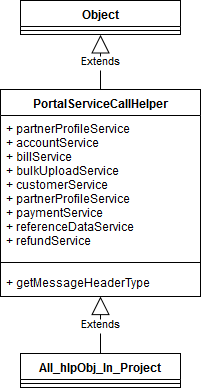 Object
Extends
PortalServiceCallHelper
+ partnerProfileService
+ accountService
+ billService
+ bulkUploadService
+ customerService
+ partnerProfileService
+ paymentService
+ referenceDataService
+ refundService
+ getMessageHeaderType
Extends
All_hlpObj_In_Project